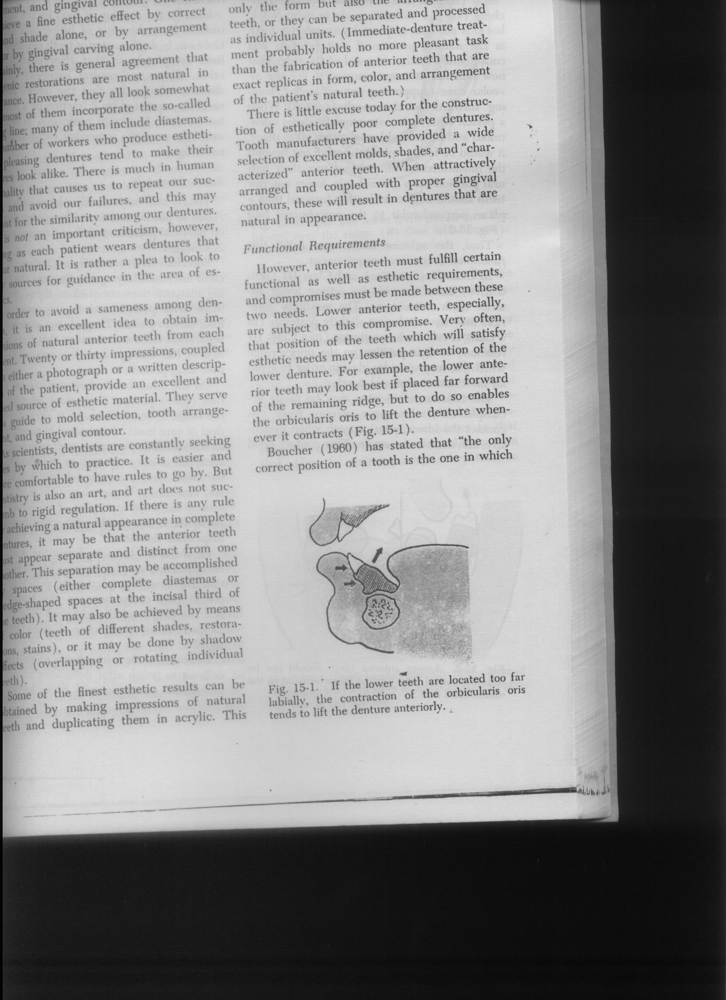 ment, and gingival contour.
a fine esthetic effect by correct
shade alone, or by arrangement
or by gingival carving alone.
there is general agreement that
restorations are most natural in
However, they all look somewhat
most of them incorporate the so-called
line; many of them include diastemas.
of workers who produce estheti-
pleasing dentures tend to make their
look alike. There is much in human
that causes us to repeat our suc-
and avoid our failures, and this may
for the similarity among our dentures.
is not an important criticism, however,
as each patient wears dentures that
natural. It is rather a plea to look to
sources for guidance in the area of es-
order to avoid a sameness among den-
it is an excellent idea to obtain im-
sions of natural anterior teeth from each
Twenty or thirty impressions, coupled
either a photograph or a written descrip-
of the patient, provide an excellent and
source of esthetic material. They serve
guide to mold selection, tooth arrange-
and gingival contour.
As scientists, dentists are constantly seeking
by which to practice. It is easier and
comfortable to have rules to go by. But
is also an art, and art does not suc-
to rigid regulation. If there is any rule
achieving a natural appearance in complete
it may be that the anterior teeth
appear separate and distinct from one
This separation may be accomplished
spaces (either complete diastemas or
edge-shaped spaces at the incisal third of
teeth). It may also be achieved by means
color (teeth of different shades, restora-
ons, stains), or it may be done by shadow
(overlapping or rotating individual
eeth).
Some of the finest esthetic results can be
btained by making impressions of natural
eeth and duplicating them in acrylic. This
only the form but also the
teeth, or they can be separated and processed
as individual units. (Immediate-denture treat-
ment probably holds no more pleasant task
than the fabrication of anterior teeth that are
exact replicas in form, color, and arrangement
of the patient's natural teeth.)
There is little excuse today for the construc-
tion of esthetically poor complete dentures.
Tooth manufacturers have provided a wide
selection of excellent molds, shades, and “char-
acterized” anterior teeth. When attractively
arranged and coupled with proper gingival
contours, these will result in dentures that are
natural in appearance.
Functional Requirements
However, anterior teeth must fulfill certain
functional as well as esthetic requirements,
and compromises must be made between these
two needs. Lower anterior teeth, especially,
are subject to this compromise. Very often,
that position of the teeth which will satisfy
esthetic needs may lessen the retention of the
lower denture. For example, the lower ante-
rior teeth may look best if placed far forward
of the remaining ridge, but to do so enables
the orbicularis oris to lift the denture when-
ever it contracts (Fig. 15-1).
Boucher (1960) has stated that “the only
correct position of a tooth is the one in which
Fig. 15-1. If the lower teeth are located too far
labially, the contraction of the orbicularis oris
tends to lift the denture anteriorly.